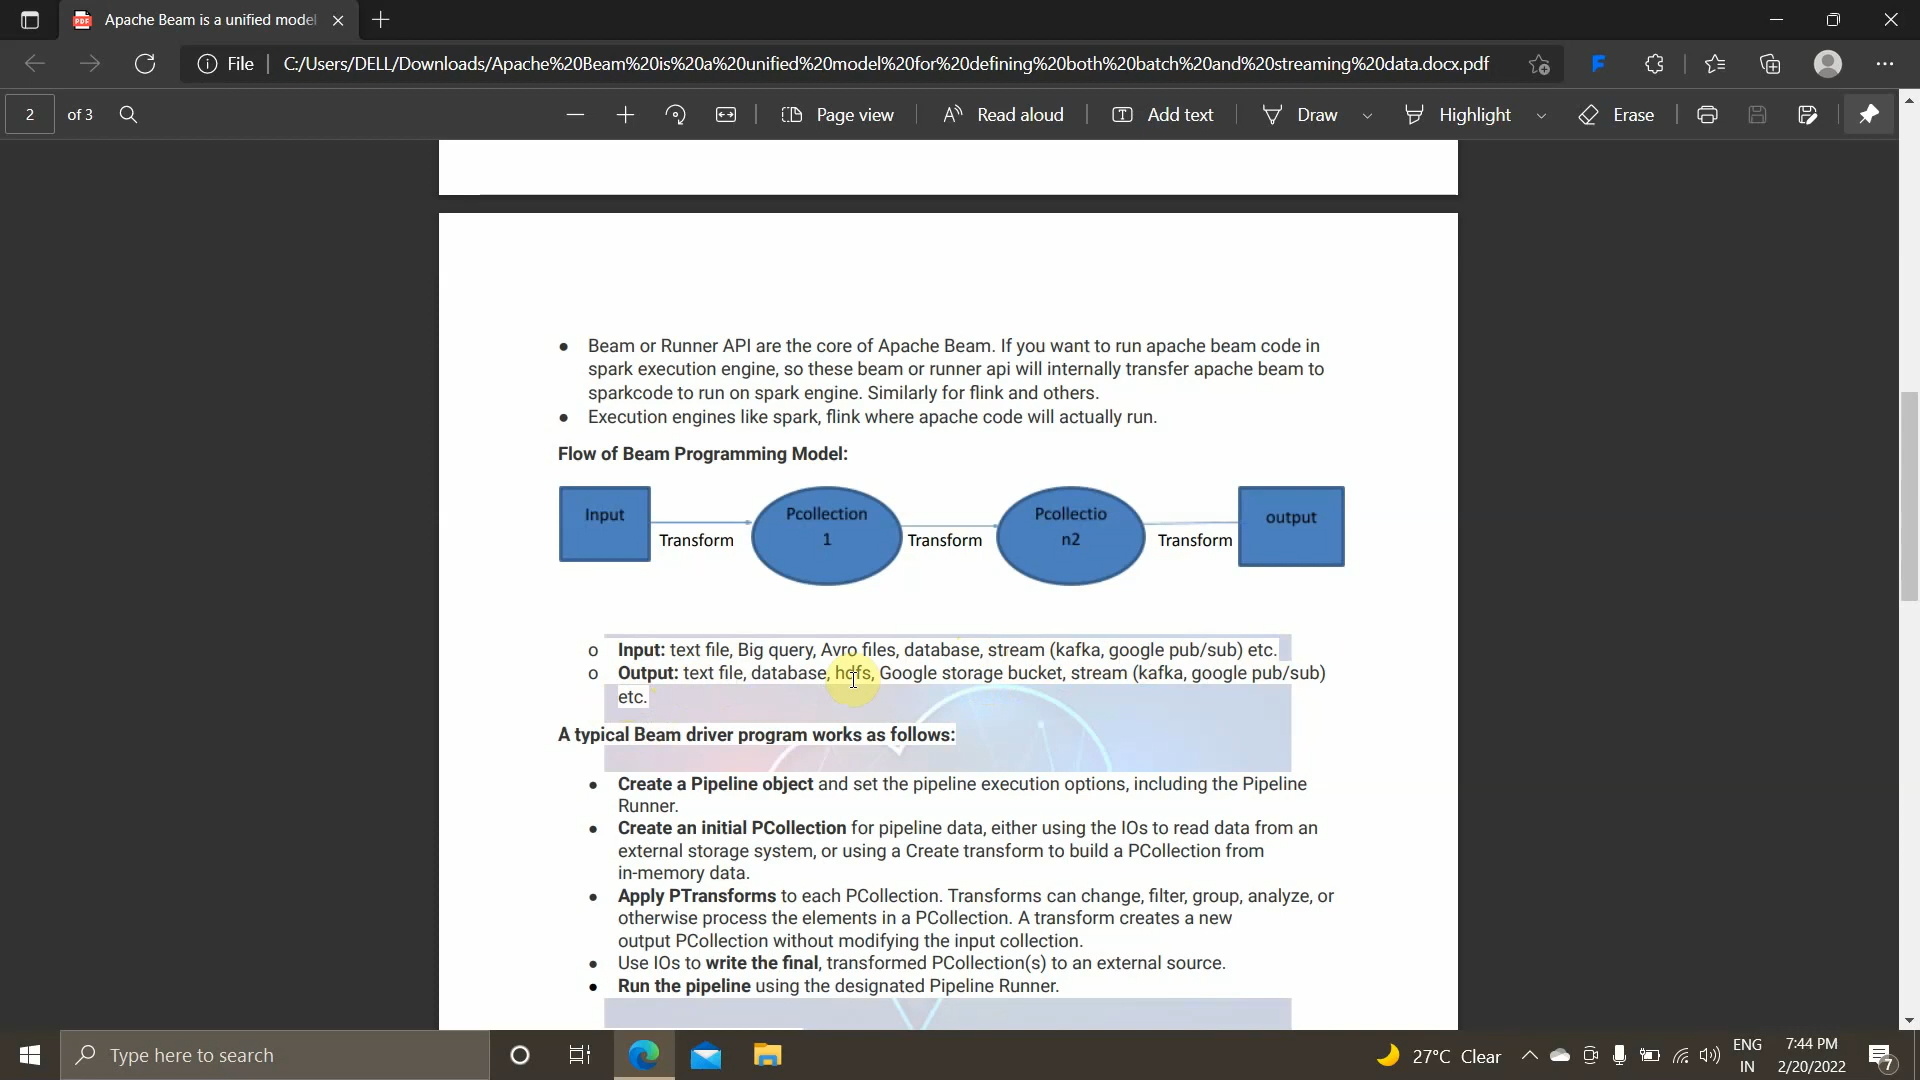 Apache Beam is a unified model
File
C:/Users/DELL/Downloads/Apache%20Beam%20is%20a%20unified%20model%20for%20defining%20both%20batch%20and%20streaming%20data.docx.pdf
2 of 3
Page view
Read aloud
Add text
Draw
Highlight
Erase
● Beam or Runner API are the core of Apache Beam. If you want to run apache beam code in
spark execution engine, so these beam or runner api will internally transfer apache beam to
sparkcode to run on spark engine. Similarly for flink and others.
● Execution engines like spark, flink where apache code will actually run.
Flow of Beam Programming Model:
Input
Transform
Pcollection
1
Transform
Pcollectio
n2
Transform
output
o Input: text file, Big query, Avro files, database, stream (kafka, google pub/sub) etc.
o Output: text file, database, hdfs, Google storage bucket, stream (kafka, google pub/sub)
etc.
A typical Beam driver program works as follows:
● Create a Pipeline object and set the pipeline execution options, including the Pipeline
Runner.
● Create an initial PCollection for pipeline data, either using the IOs to read data from an
external storage system, or using a Create transform to build a PCollection from
in-memory data.
● Apply PTransforms to each PCollection. Transforms can change, filter, group, analyze, or
otherwise process the elements in a PCollection. A transform creates a new
output PCollection without modifying the input collection.
● Use IOs to write the final, transformed PCollection(s) to an external source.
● Run the pipeline using the designated Pipeline Runner.
Type here to search
27°C Clear
ENG
IN
7:44 PM
2/20/2022
7